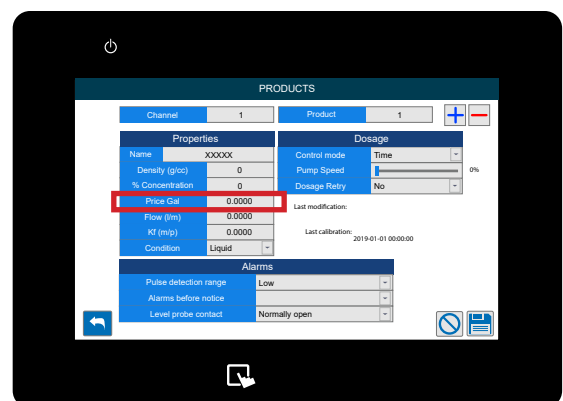 PRODUCTS
Channel 1 Product 1
Properties
Name XXXXX
Density (g/cc) 0
% Concentration 0
Price Gal 0.0000
Flow (l/m) 0.0000
Kf (m/p) 0.0000
Condition Liquid
Dosage
Control mode Time
Pump Speed 0%
Dosage Retry No
Last modification:
Last calibration:
2019-01-01 00:00:00
Alarms
Pulse detection range Low
Alarms before notice
Level probe contact Normally open